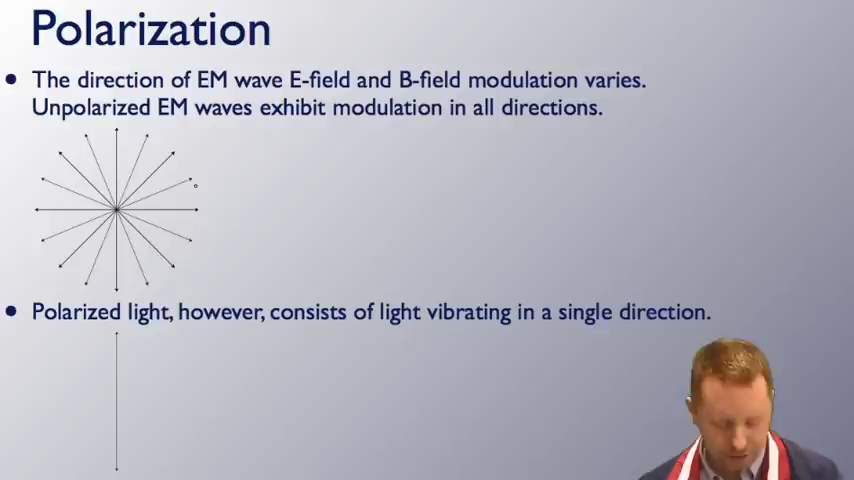 Polarization
• The direction of EM wave E-field and B-field modulation varies.
Unpolarized EM waves exhibit modulation in all directions.
• Polarized light, however, consists of light vibrating in a single direction.